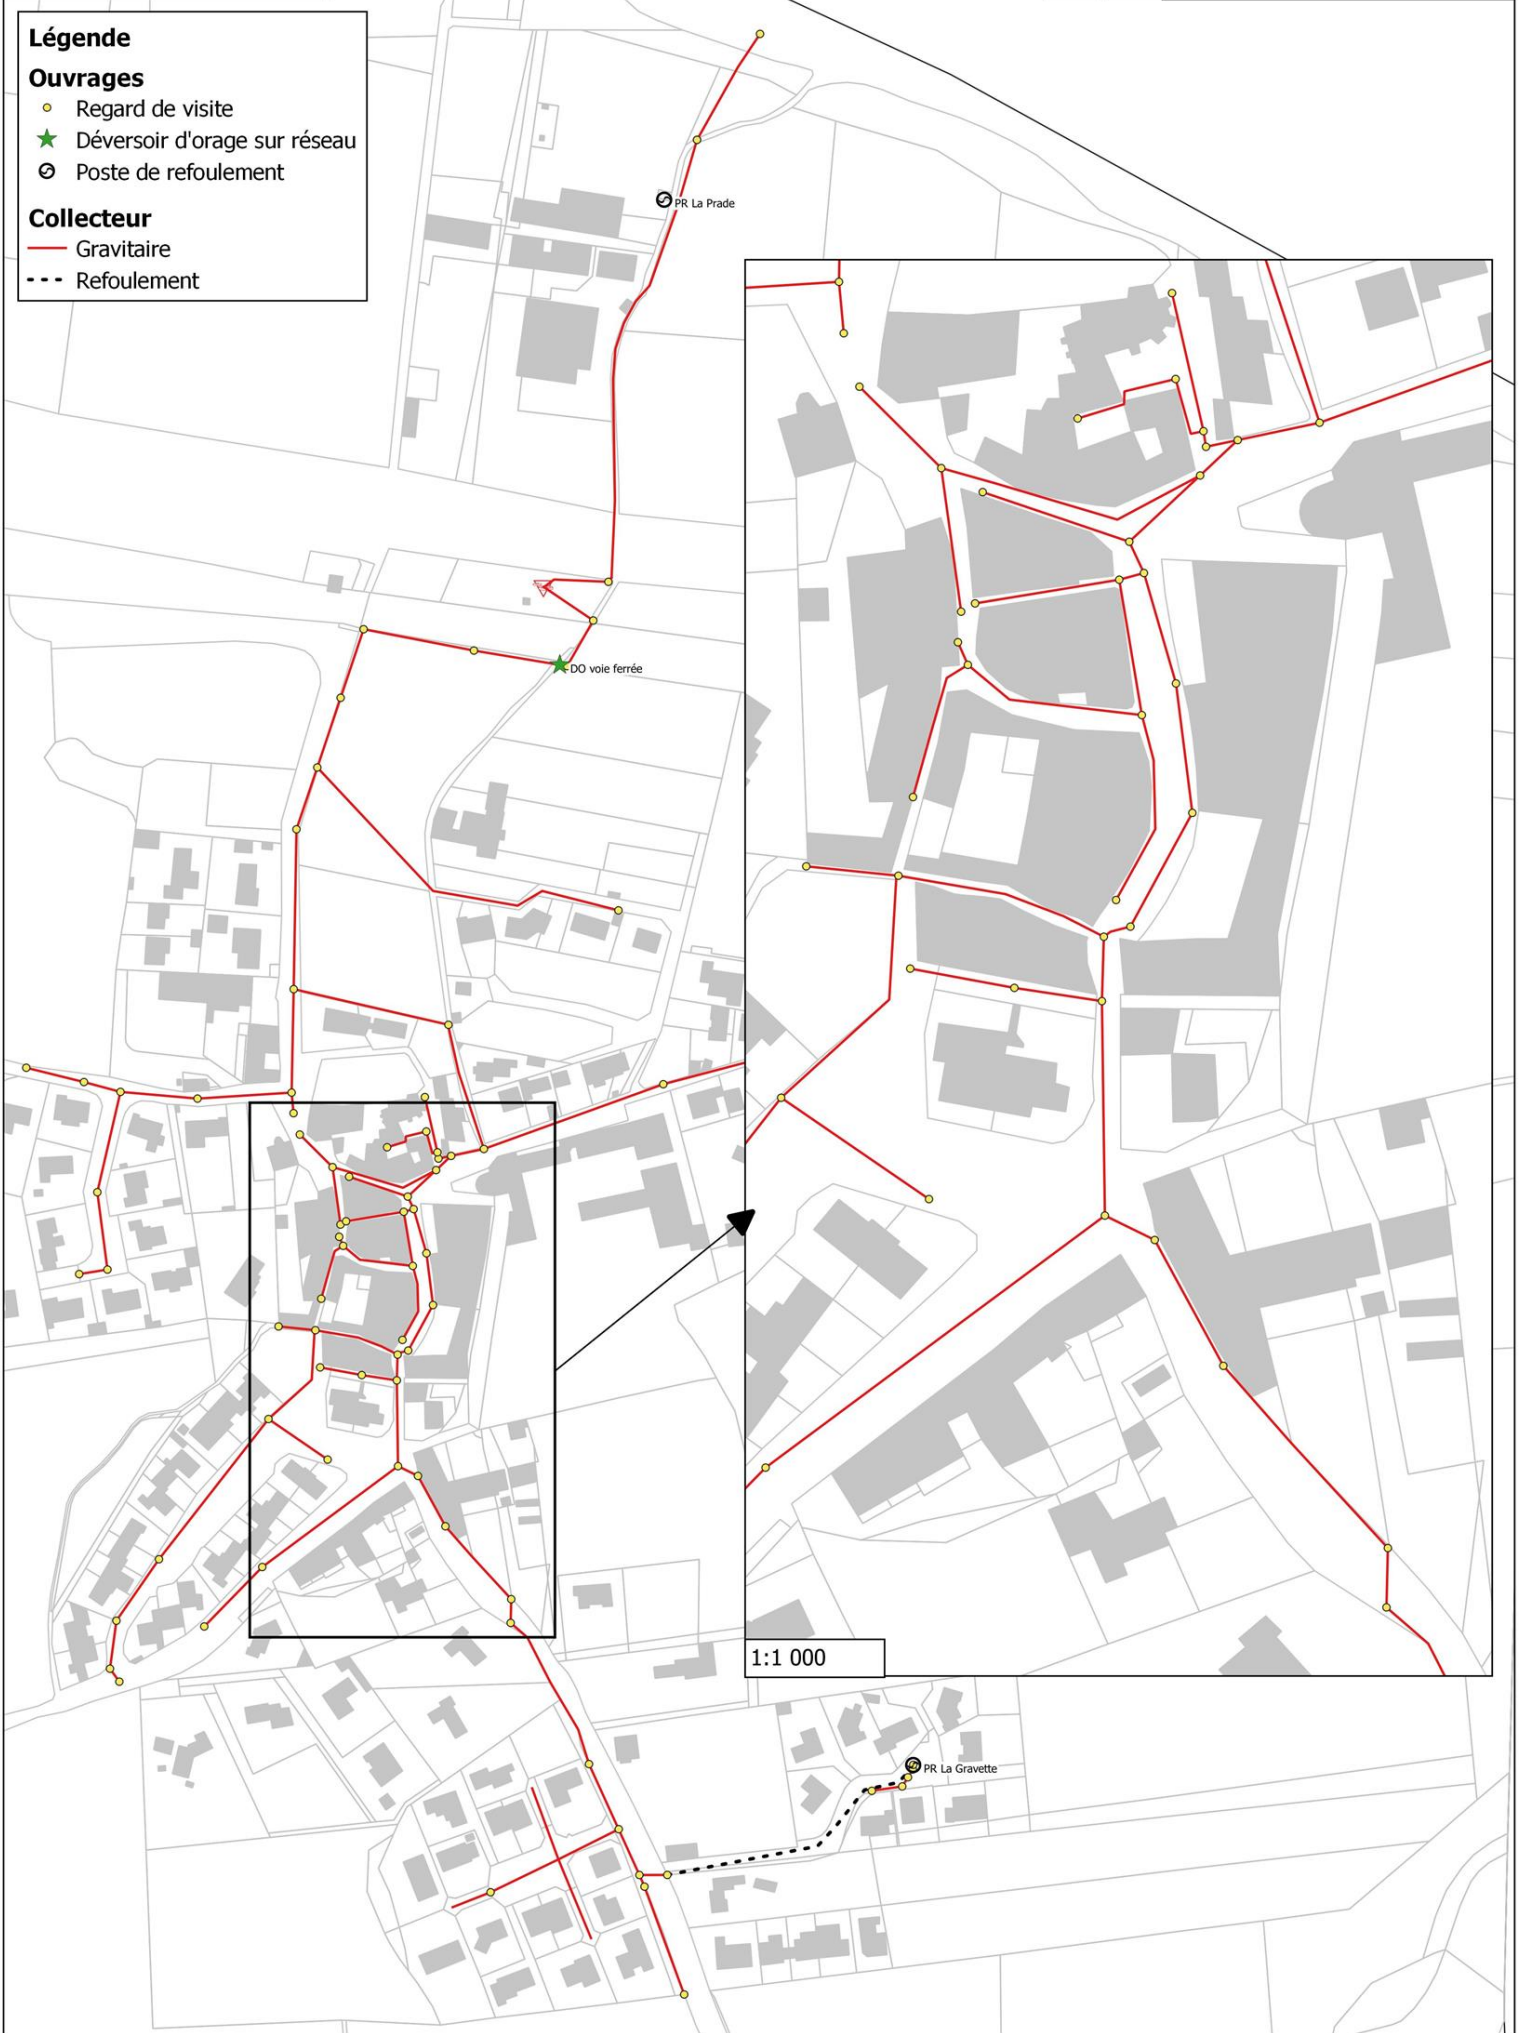 Légende
Ouvrages
Regard de visite
Déversoir d'orage sur réseau
Poste de refoulement
Collecteur
Gravitaire
Refoulement
PR La Prade
DO voie ferrée
1:1 000
PR La Gravette